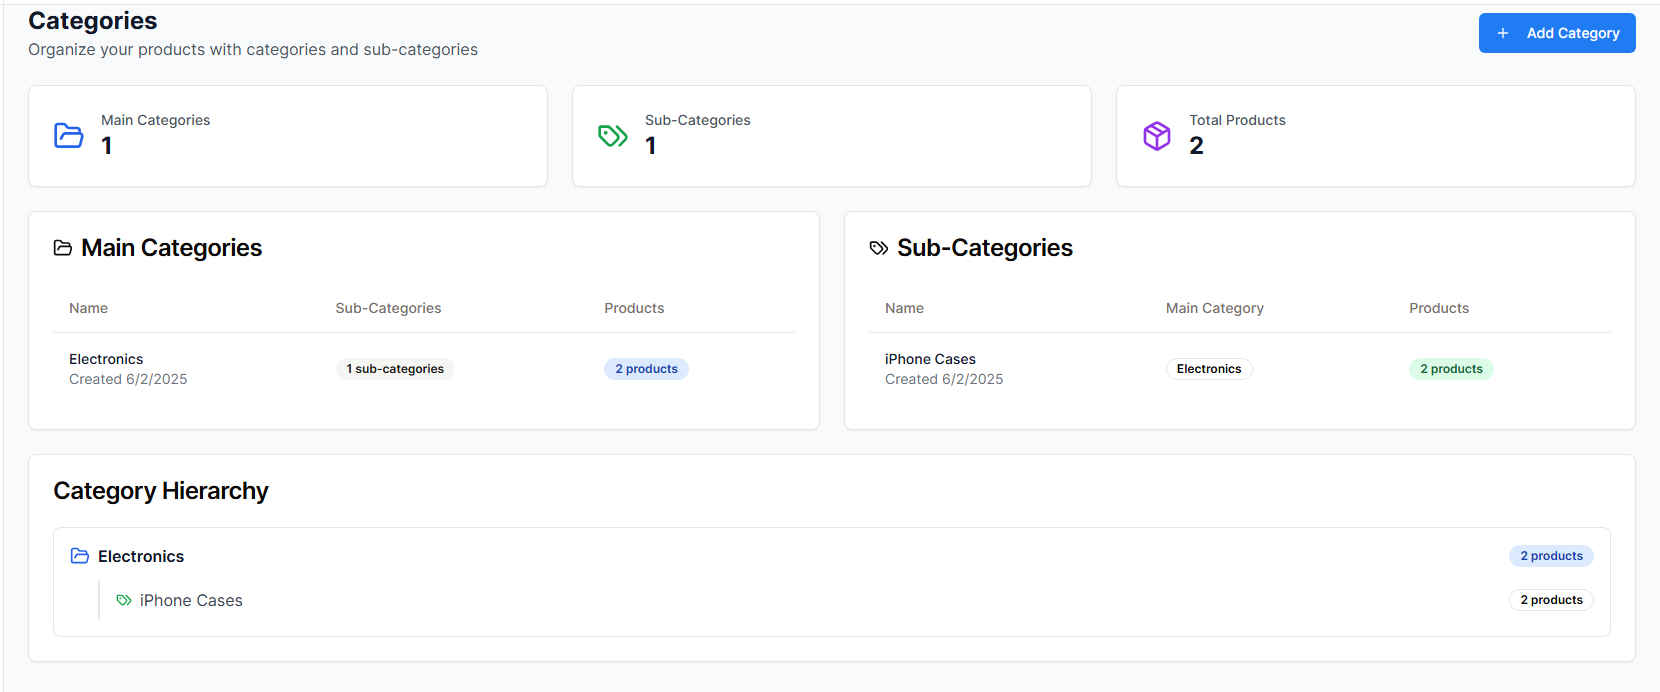 Categories
Organize your products with categories and sub-categories
+ Add Category
Main Categories
1
Sub-Categories
1
Total Products
2
Main Categories
Name Sub-Categories Products
Electronics
Created 6/2/2025
1 sub-categories
2 products
Sub-Categories
Name Main Category Products
iPhone Cases
Created 6/2/2025
Electronics
2 products
Category Hierarchy
Electronics
2 products
iPhone Cases
2 products